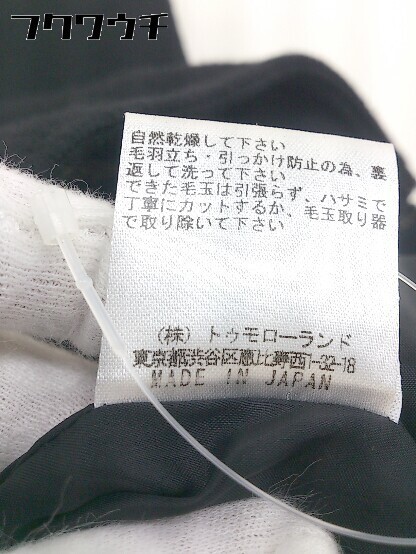 フクワウチ
自然乾燥して下さい
毛羽立ち・引っかけ防止の為、裏
返して洗って下さい
できた毛玉は引張らず、ハサミで
丁寧にカットするか、毛玉取り器
で取り除いて下さい
(株) トゥモローランド
東京都渋谷区恵比寿西1-32-18
MADE IN JAPAN